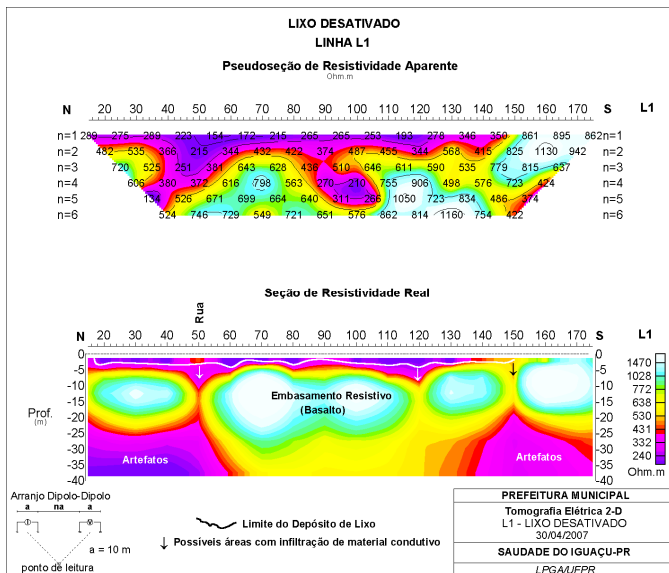 LIXO DESATIVADO
LINHA L1
Pseudoseção de Resistividade Aparente
Ohm.m
N 20 30 40 50 60 70 80 90 100 110 120 130 140 150 160 170 S L1
n=1 289 275 289 223 154 172 215 265 265 253 493 278 346 350 861 895 862 n=1
n=2 482 535 366 215 344 432 422 374 487 455 344 568 415 825 1130 942 n=2
n=3 720 525 251 381 643 628 436 510 646 611 590 535 779 815 637 n=3
n=4 606 380 372 616 798 563 270 210 755 906 498 576 723 424 n=4
n=5 134 526 671 699 664 640 311 266 1050 723 834 486 374 n=5
n=6 524 746 729 549 721 651 576 862 814 1160 754 422 n=6
Seção de Resistividade Real
Rua
N 20 30 40 50 60 70 80 90 100 110 120 130 140 150 160 170 S L1
0 0
-5 -5
-10 -10
-15 -15
-20 -20
-25 -25
-30 -30
-35 -35
-40 -40
Prof.
(m)
Embasamento Resistivo
(Basalto)
Artefatos
Artefatos
1470
1028
772
638
530
431
332
240
Ohm.m
Arranjo Dipolo-Dipolo
a na a
I V
a = 10 m
ponto de leitura
Limite do Depósito de Lixo
Possíveis áreas com infiltração de material condutivo
PREFEITURA MUNICIPAL
Tomografia Elétrica 2-D
L1 - LIXO DESATIVADO
30/04/2007
SAUDADE DO IGUAÇU-PR
LPGA/UFPR